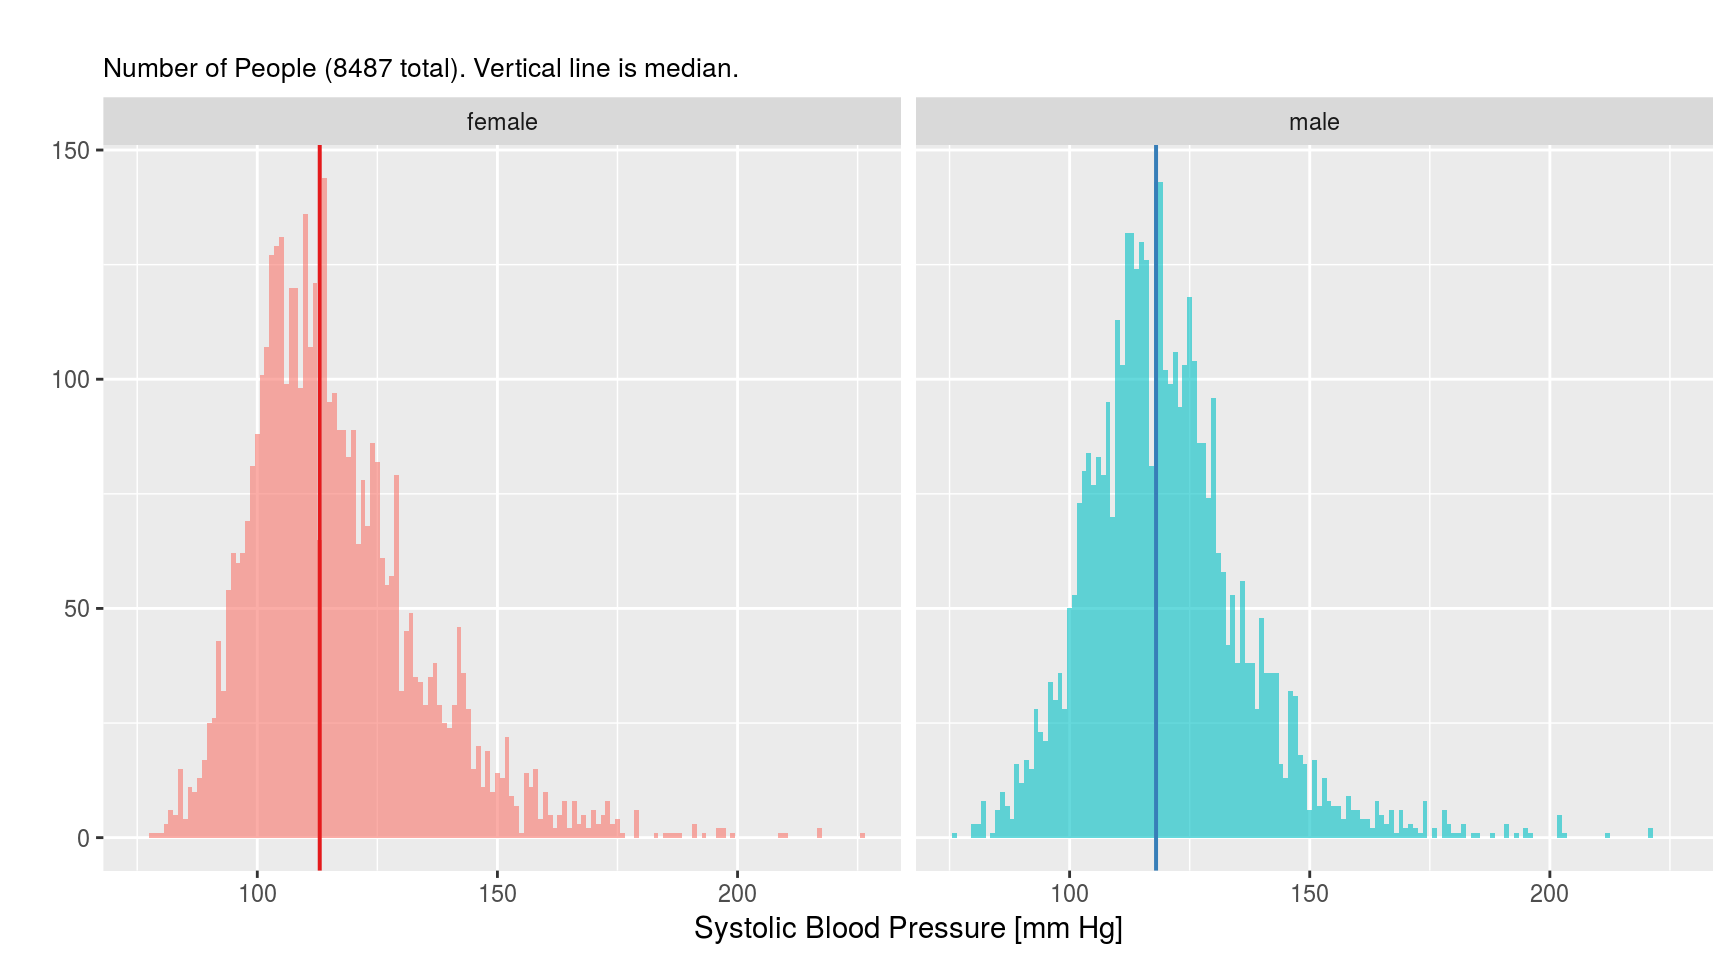 Number of People (8487 total). Vertical line is median.
female
male
150
100
50
0
100
150
200
100
150
200
Systolic Blood Pressure [mm Hg]